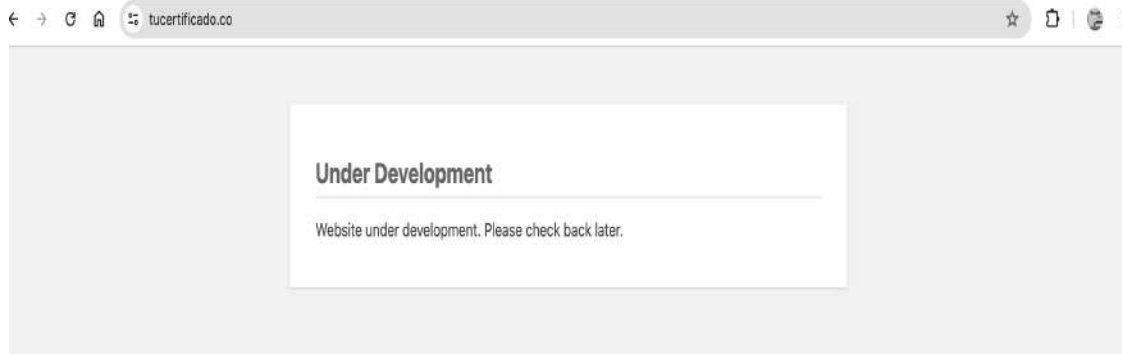 tucertificado.co
Under Development
Website under development. Please check back later.